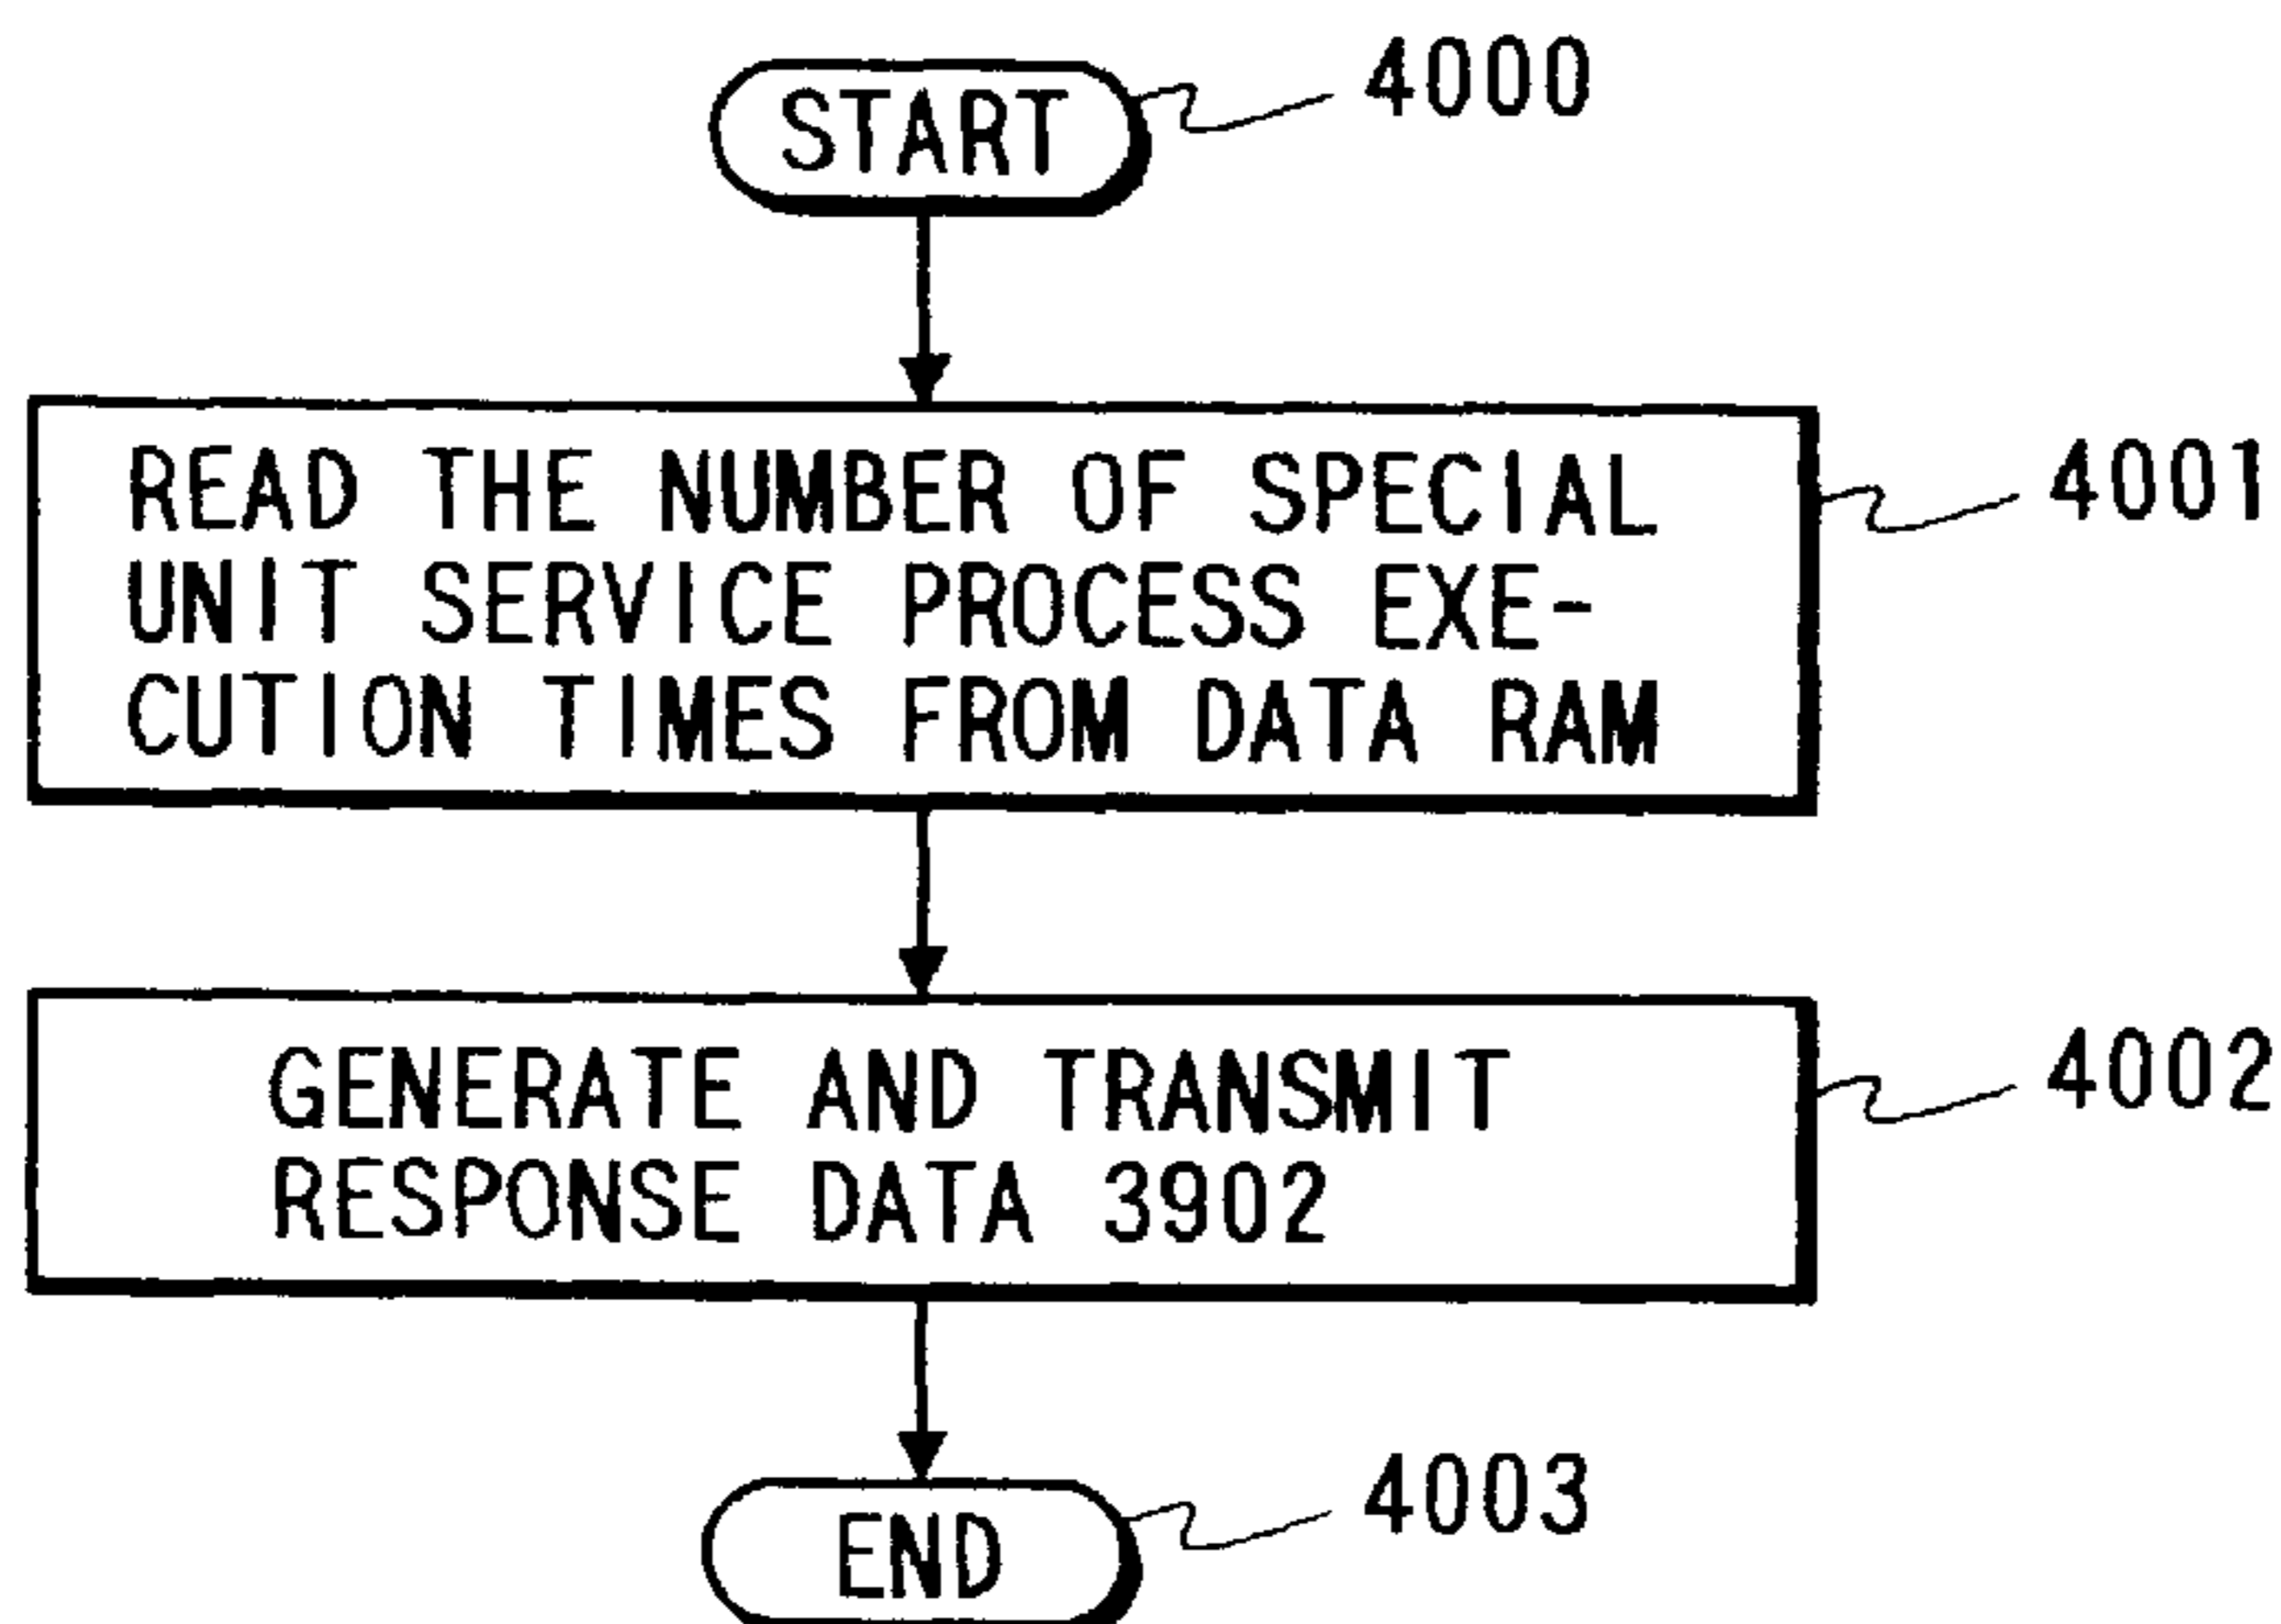 START
4000
READ THE NUMBER OF SPECIAL
UNIT SERVICE PROCESS EXE-
CUTION TIMES FROM DATA RAM
4001
GENERATE AND TRANSMIT
RESPONSE DATA 3902
4002
END
4003